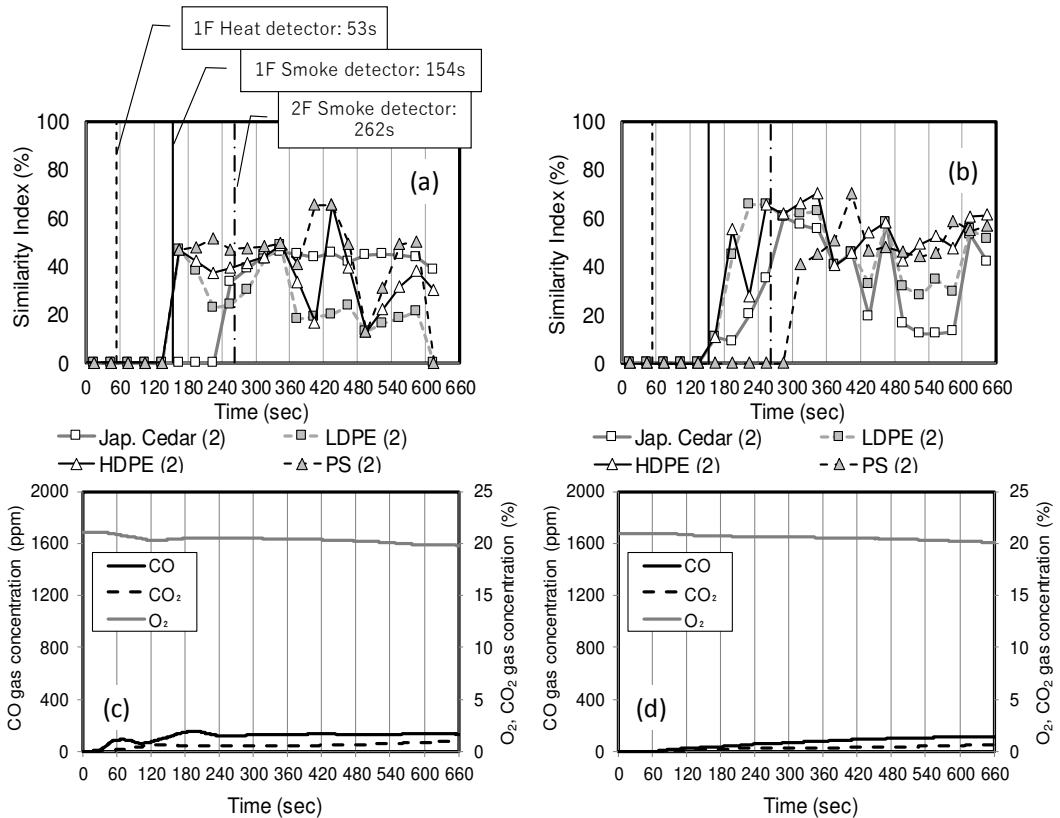 1F Heat detector: 53s
1F Smoke detector: 154s
2F Smoke detector:
262s
100
80
60
40
20
0
Similarity Index (%)
(a)
0 60 120 180 240 300 360 420 480 540 600 660
Time (sec)
100
80
60
40
20
0
Similarity Index (%)
(b)
0 60 120 180 240 300 360 420 480 540 600 660
Time (sec)
Jap. Cedar (2) LDPE (2)
HDPE (2) PS (2)
Jap. Cedar (2) LDPE (2)
HDPE (2) PS (2)
2000
1600
1200
800
400
0
CO gas concentration (ppm)
CO
CO₂
O₂
(c)
25
20
15
10
5
0
O₂, CO₂ gas concentration (%)
0 60 120 180 240 300 360 420 480 540 600 660
Time (sec)
2000
1600
1200
800
400
0
CO gas concentration (ppm)
CO
CO₂
O₂
(d)
25
20
15
10
5
0
O₂, CO₂ gas concentration (%)
0 60 120 180 240 300 360 420 480 540 600 660
Time (sec)